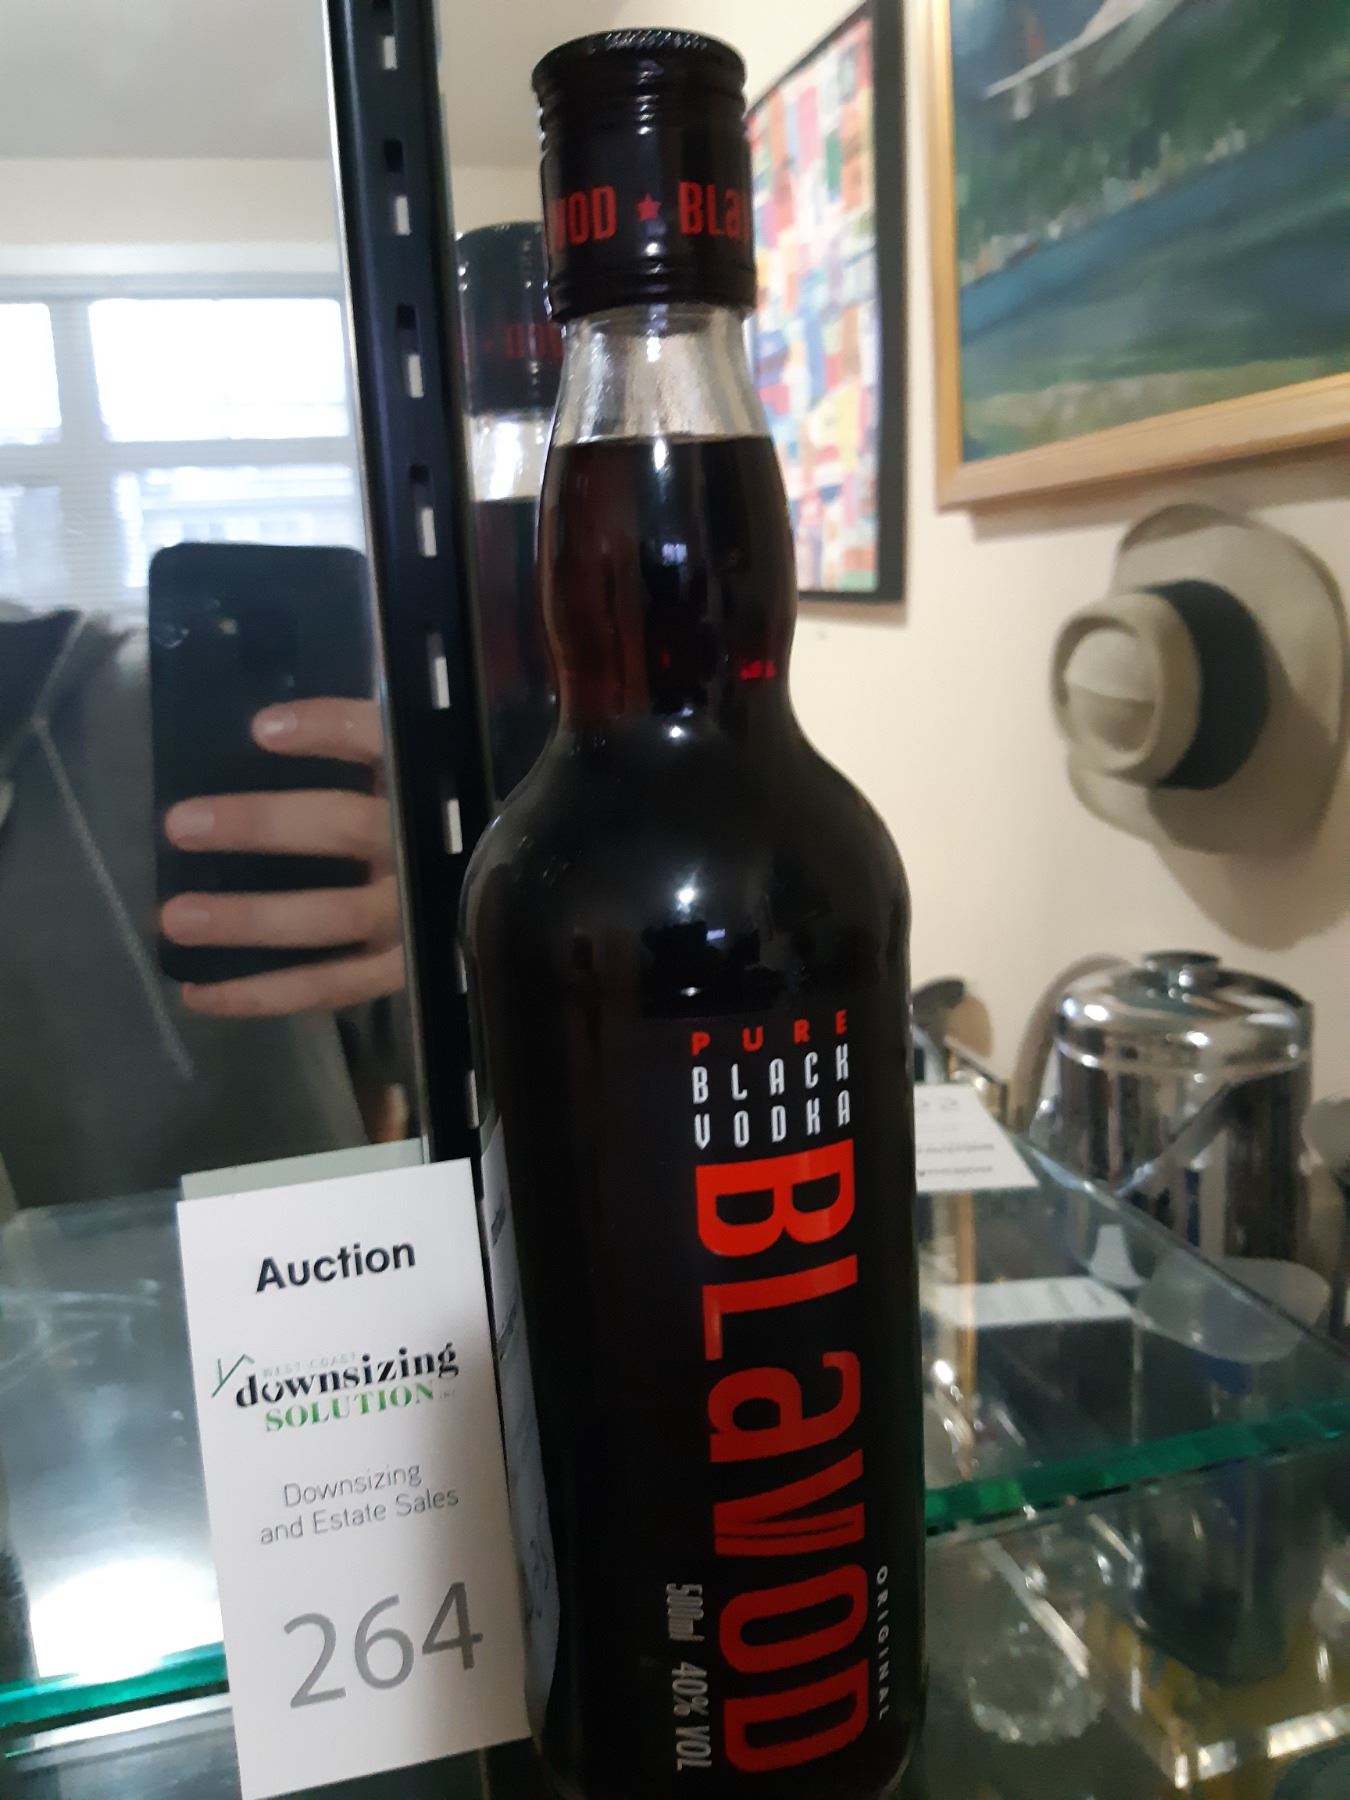 VOD ★ BLa
PURE
BLACK
VODKA
BLaVOD
ORIGINAL
500ml 40% VOL
Auction
WEST COAST
downsizing
SOLUTION INC
Downsizing
and Estate Sales
264